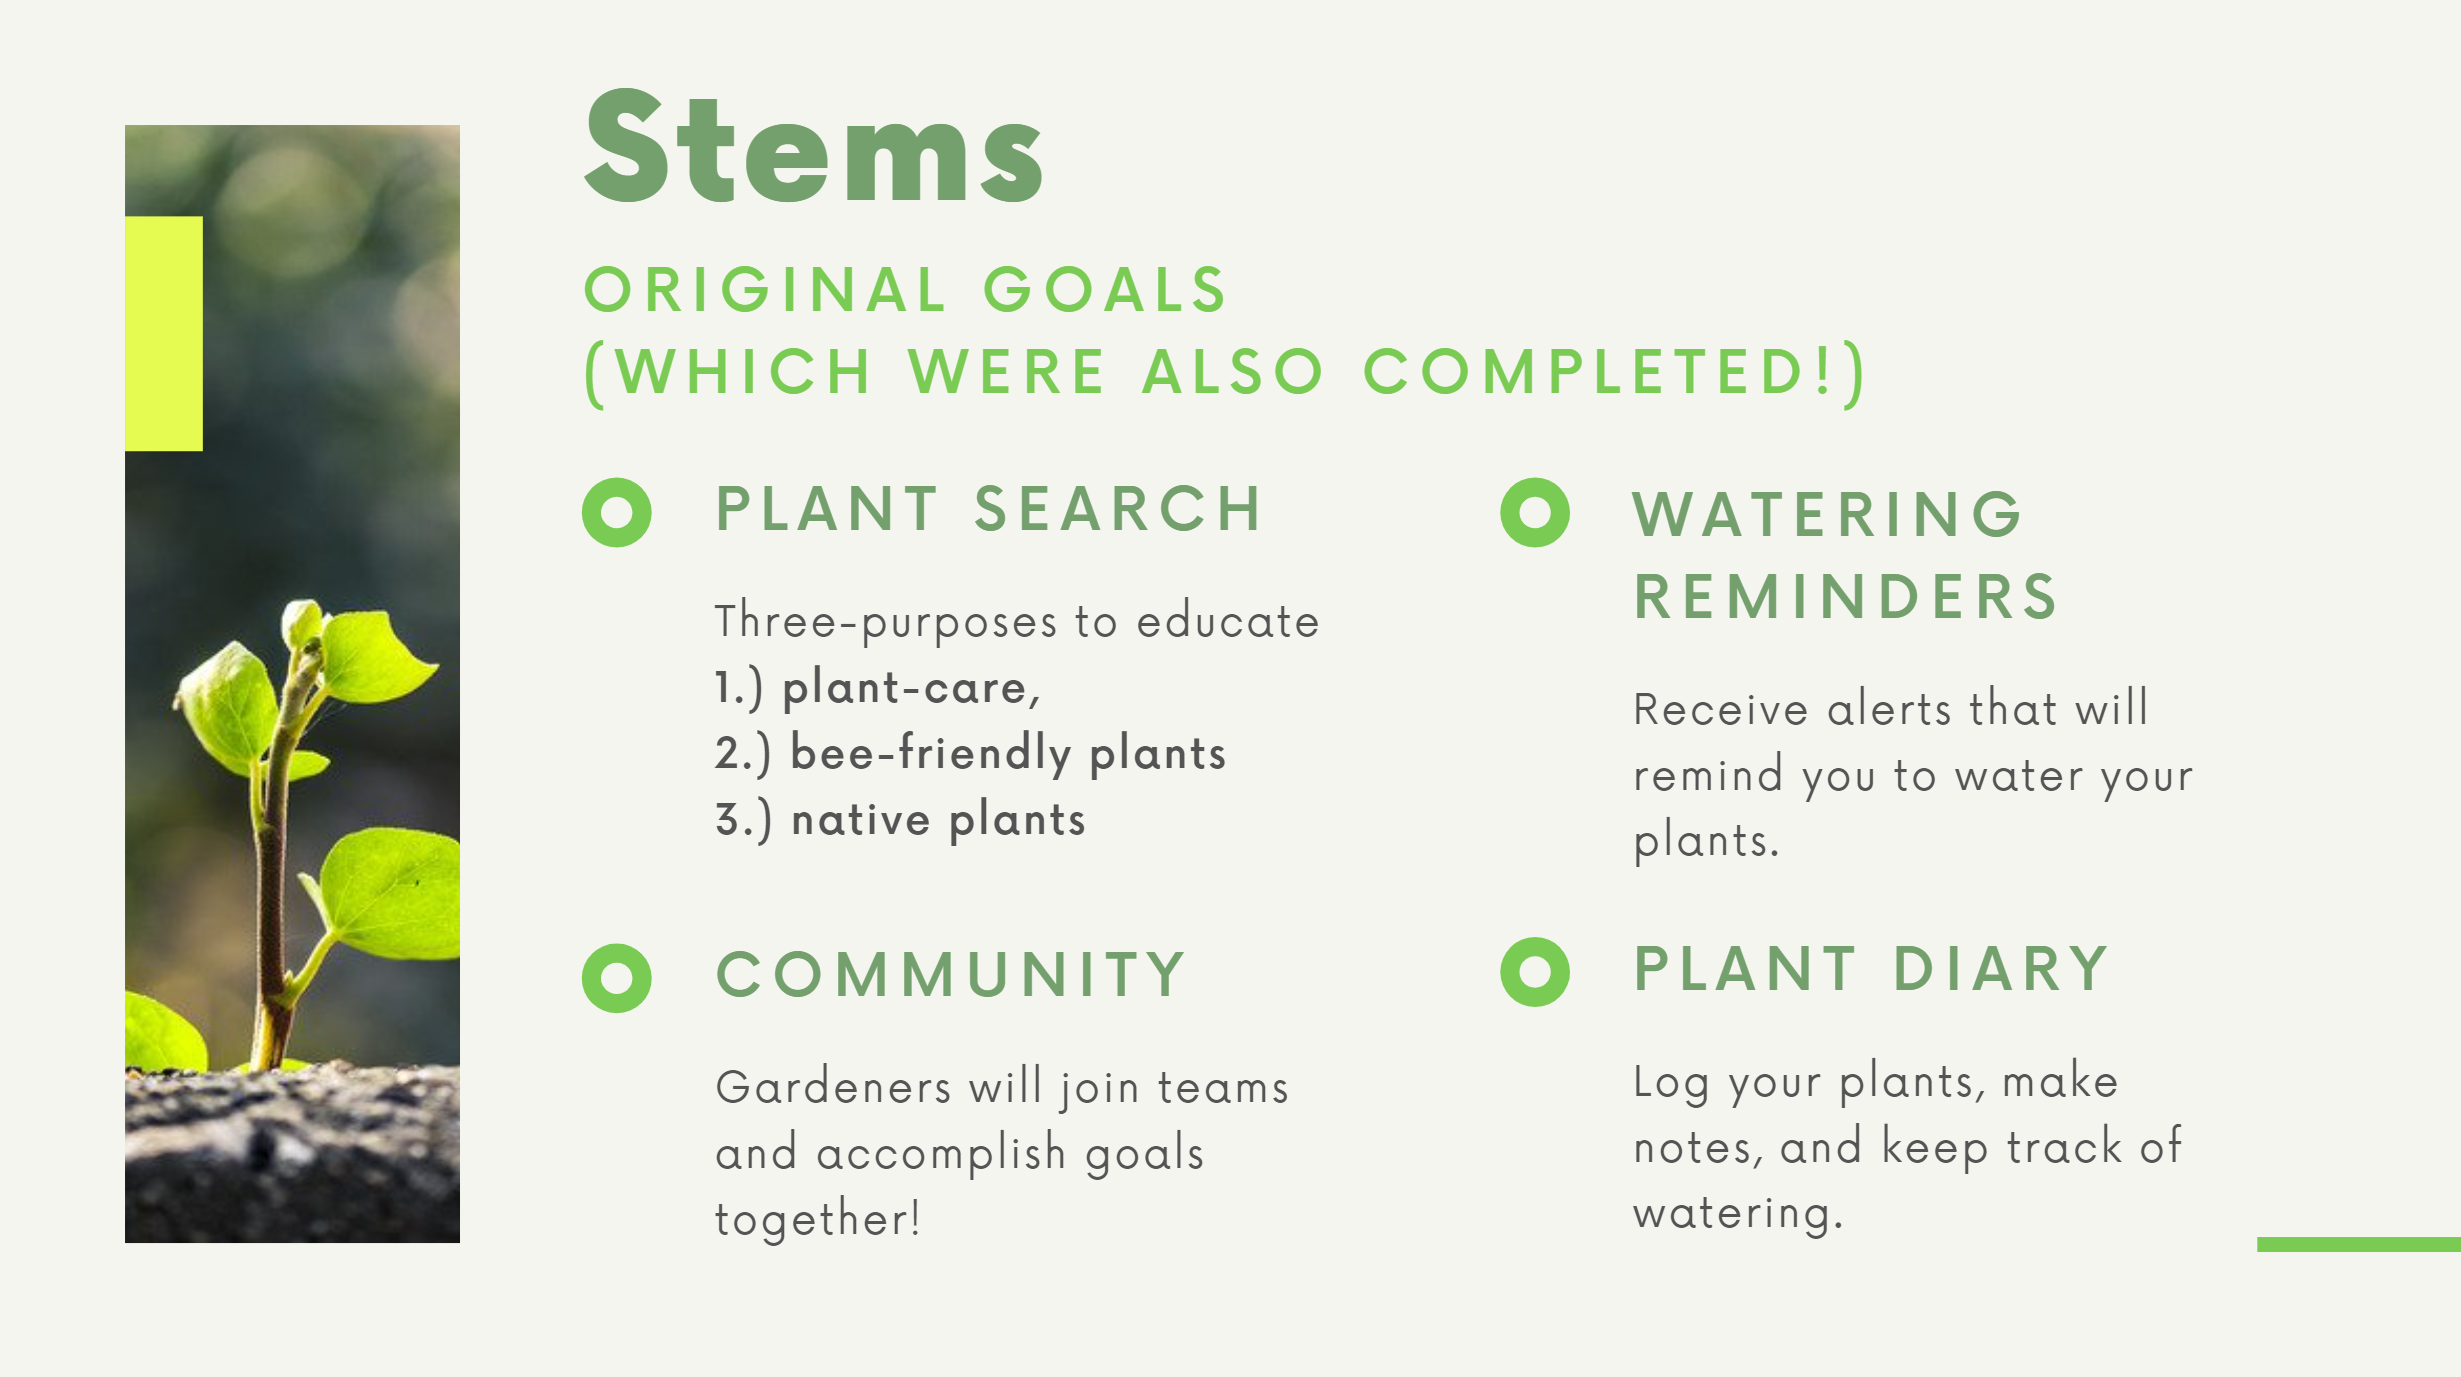 Stems
ORIGINAL GOALS
(WHICH WERE ALSO COMPLETED!)
PLANT SEARCH
Three-purposes to educate
1.) plant-care,
2.) bee-friendly plants
3.) native plants
WATERING
REMINDERS
Receive alerts that will
remind you to water your
plants.
COMMUNITY
Gardeners will join teams
and accomplish goals
together!
PLANT DIARY
Log your plants, make
notes, and keep track of
watering.